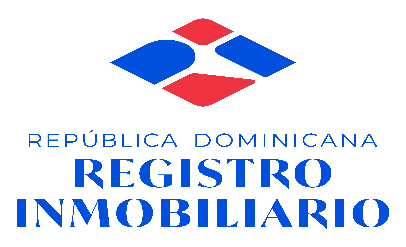 REPÚBLICA DOMINICANA
REGISTRO
INMOBILIARIO